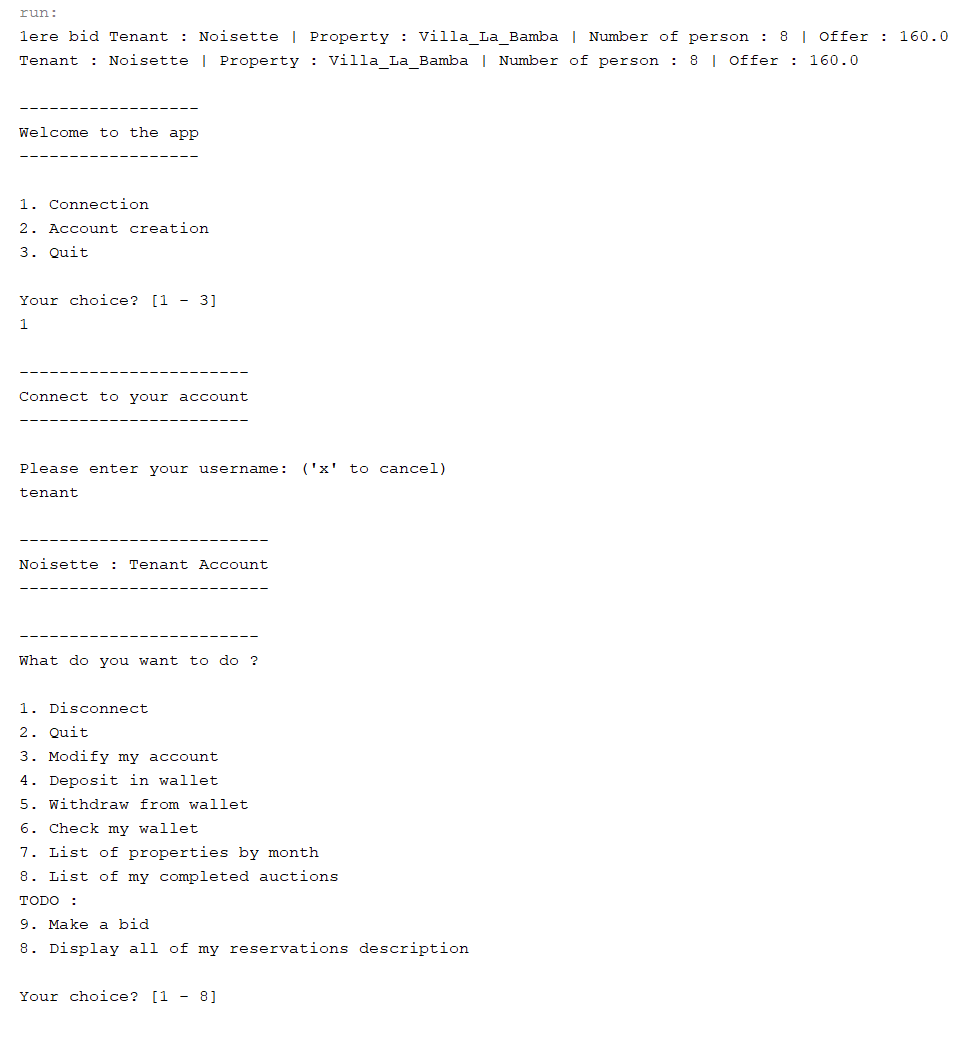 run:
1ere bid Tenant : Noisette | Property : Villa_La_Bamba | Number of person : 8 | Offer : 160.0
Tenant : Noisette | Property : Villa_La_Bamba | Number of person : 8 | Offer : 160.0
------------------
Welcome to the app
------------------
1. Connection
2. Account creation
3. Quit
Your choice? [1 - 3]
1
-----------------------
Connect to your account
-----------------------
Please enter your username: ('x' to cancel)
tenant
-------------------------
Noisette : Tenant Account
-------------------------
------------------------
What do you want to do ?
1. Disconnect
2. Quit
3. Modify my account
4. Deposit in wallet
5. Withdraw from wallet
6. Check my wallet
7. List of properties by month
8. List of my completed auctions
TODO :
9. Make a bid
8. Display all of my reservations description
Your choice? [1 - 8]